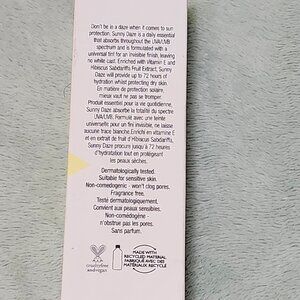 Don't be in a daze when it comes to sun
protection. Sunny Daze is a daily essential
that absorbs throughout the UVA/UVB
spectrum and is formulated with a
universal tint for an invisible finish, leaving
no white cast. Enriched with Vitamin E and
Hibiscus Sabdariffa Fruit Extract, Sunny
Daze will provide up to 72 hours of
hydration whilst protecting dry skin.
En matière de protection solaire,
mieux vaut ne pas se tromper.
Produit essentiel pour la vie quotidienne,
Sunny Daze absorbe la totalité du spectre
UVA/UVB. Formulé avec une teinte
universelle pour un fini invisible, ne laisse
aucune trace blanche. Enrichi en vitamine E
et en extrait de fruit d'Hibiscus Sabdariffa,
Sunny Daze procure jusqu'à 72 heures
d'hydratation tout en protégeant
les peaux sèches.
Dermatologically tested.
Suitable for sensitive skin.
Non-comedogenic - won't clog pores.
Fragrance free.
Testé dermatologiquement.
Convient aux peaux sensibles.
Non-comédogène -
n'obstrue pas les pores.
Sans parfum.
crueltyfree
and vegan
MADE WITH
RECYCLED MATERIAL
FABRIQUÉ AVEC DES
MATÉRIAUX RECYCLÉ